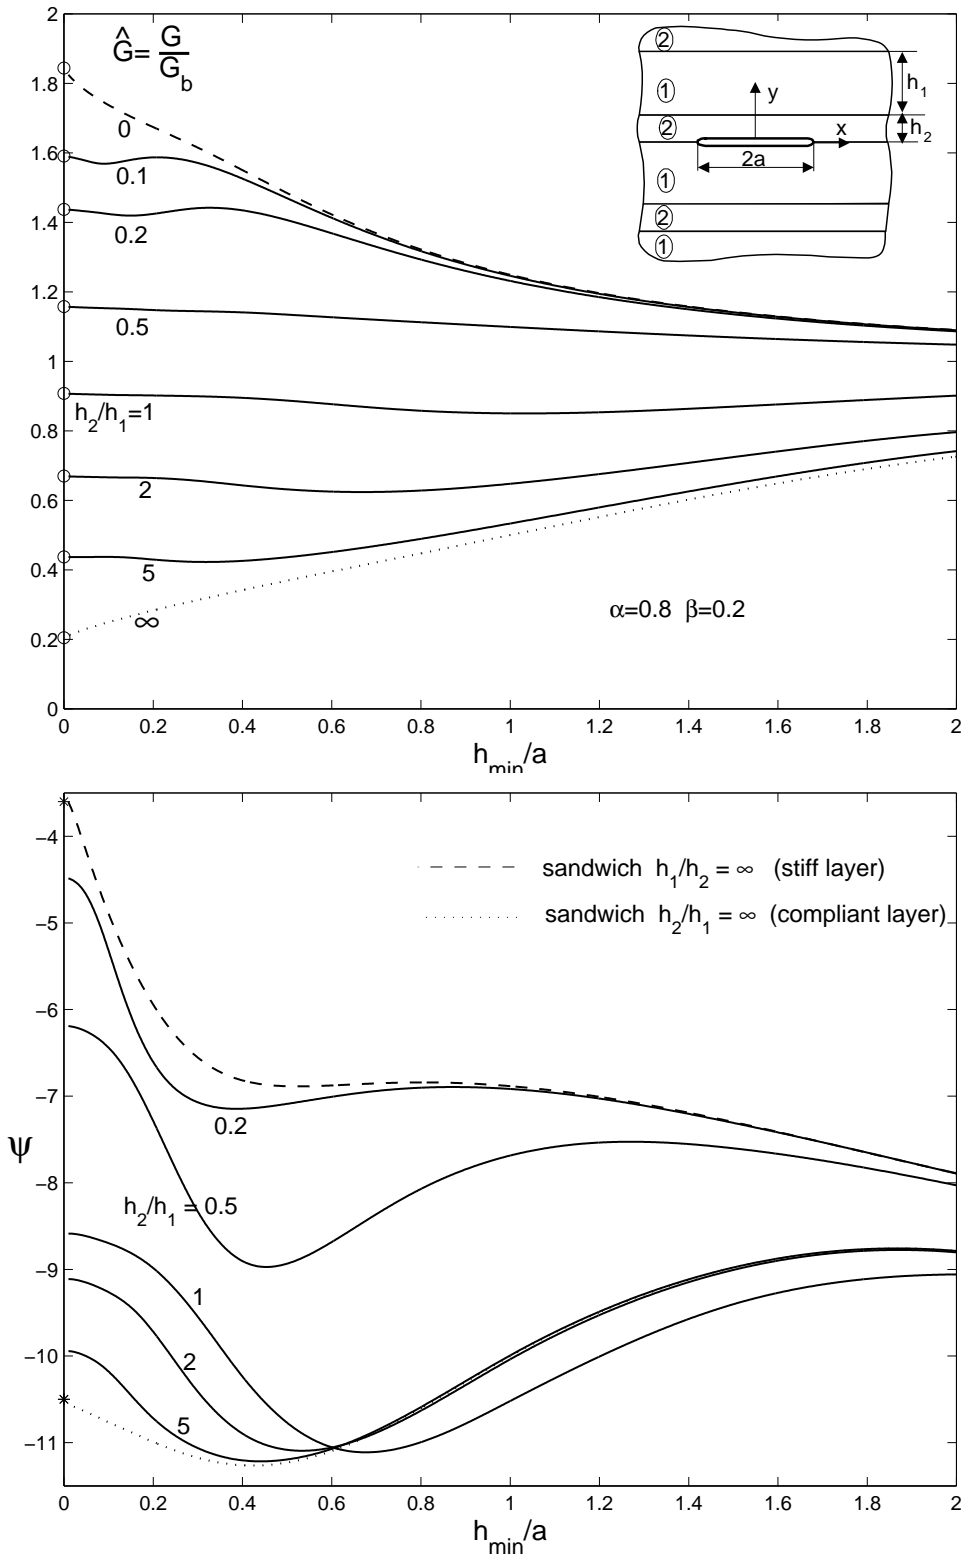 2
1.8
1.6
1.4
1.2
1
0.8
0.6
0.4
0.2
0
Ĝ= G/G_b
0
0.1
0.2
0.5
h_2/h_1=1
2
5
∞
α=0.8 β=0.2
②
①
②
①
②
①
y
x
2a
h_1
h_2
0 0.2 0.4 0.6 0.8 1 1.2 1.4 1.6 1.8 2
h_min/a
−4
−5
−6
−7
−8
−9
−10
−11
ψ
sandwich h_1/h_2 = ∞ (stiff layer)
sandwich h_2/h_1 = ∞ (compliant layer)
0.2
h_2/h_1 = 0.5
1
2
5
0 0.2 0.4 0.6 0.8 1 1.2 1.4 1.6 1.8 2
h_min/a